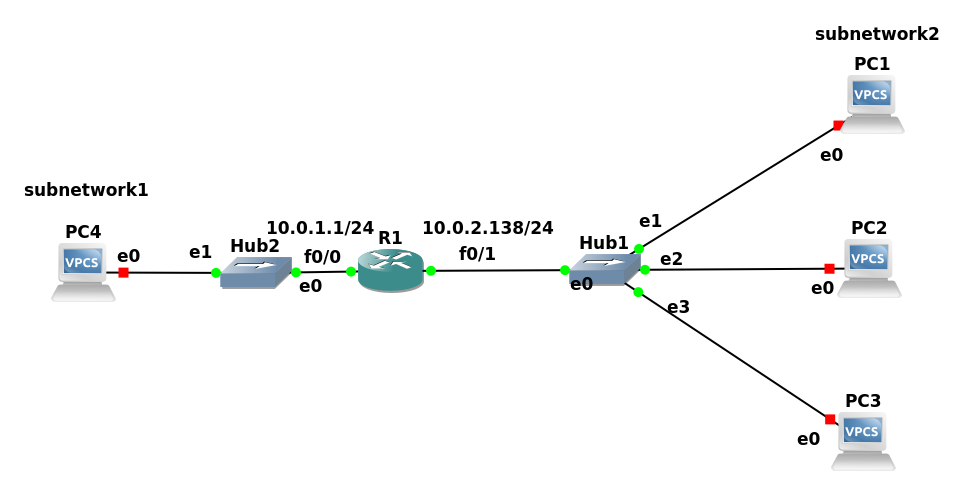 subnetwork2
PC1
VPCS
e0
subnetwork1
PC4
VPCS
e0
e1
Hub2
10.0.1.1/24
f0/0
e0
R1
10.0.2.138/24
f0/1
Hub1
e0
e1
e2
e3
PC2
VPCS
e0
PC3
VPCS
e0